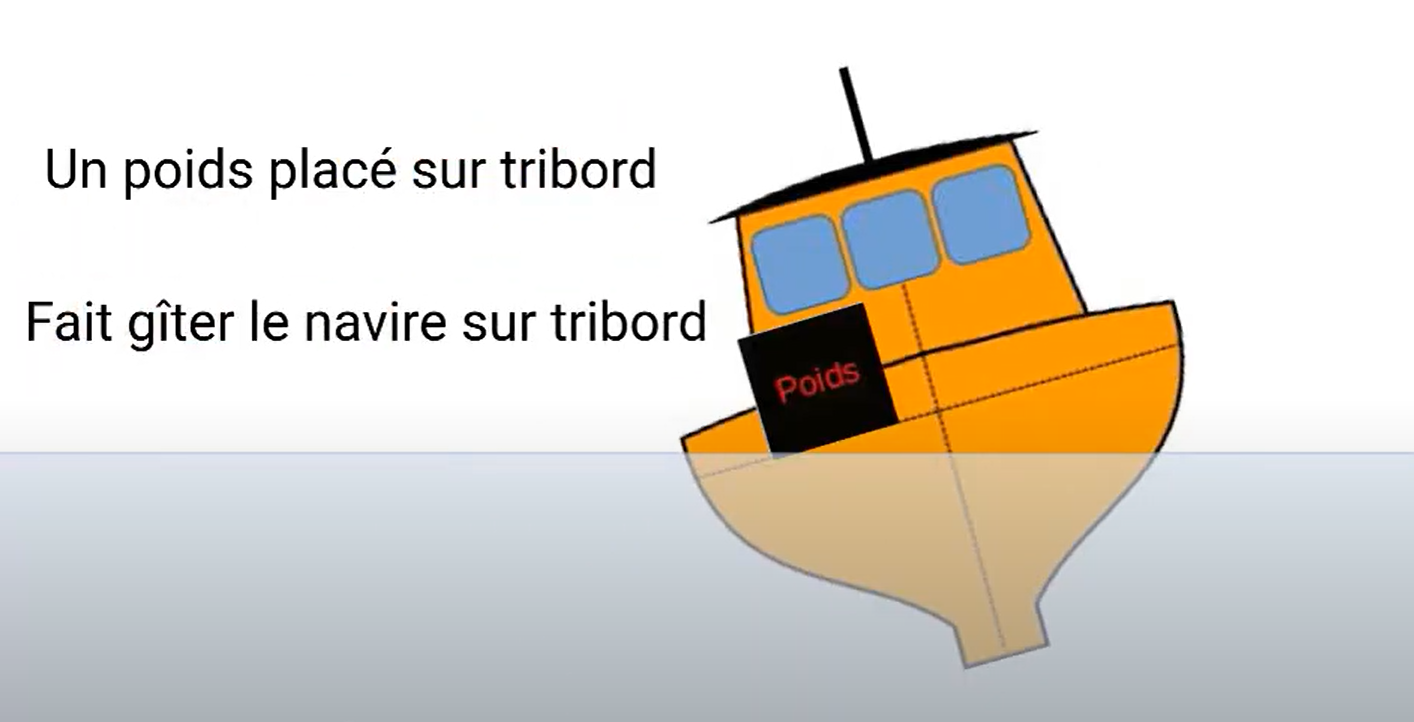 Un poids placé sur tribord
Fait gîter le navire sur tribord
Poids